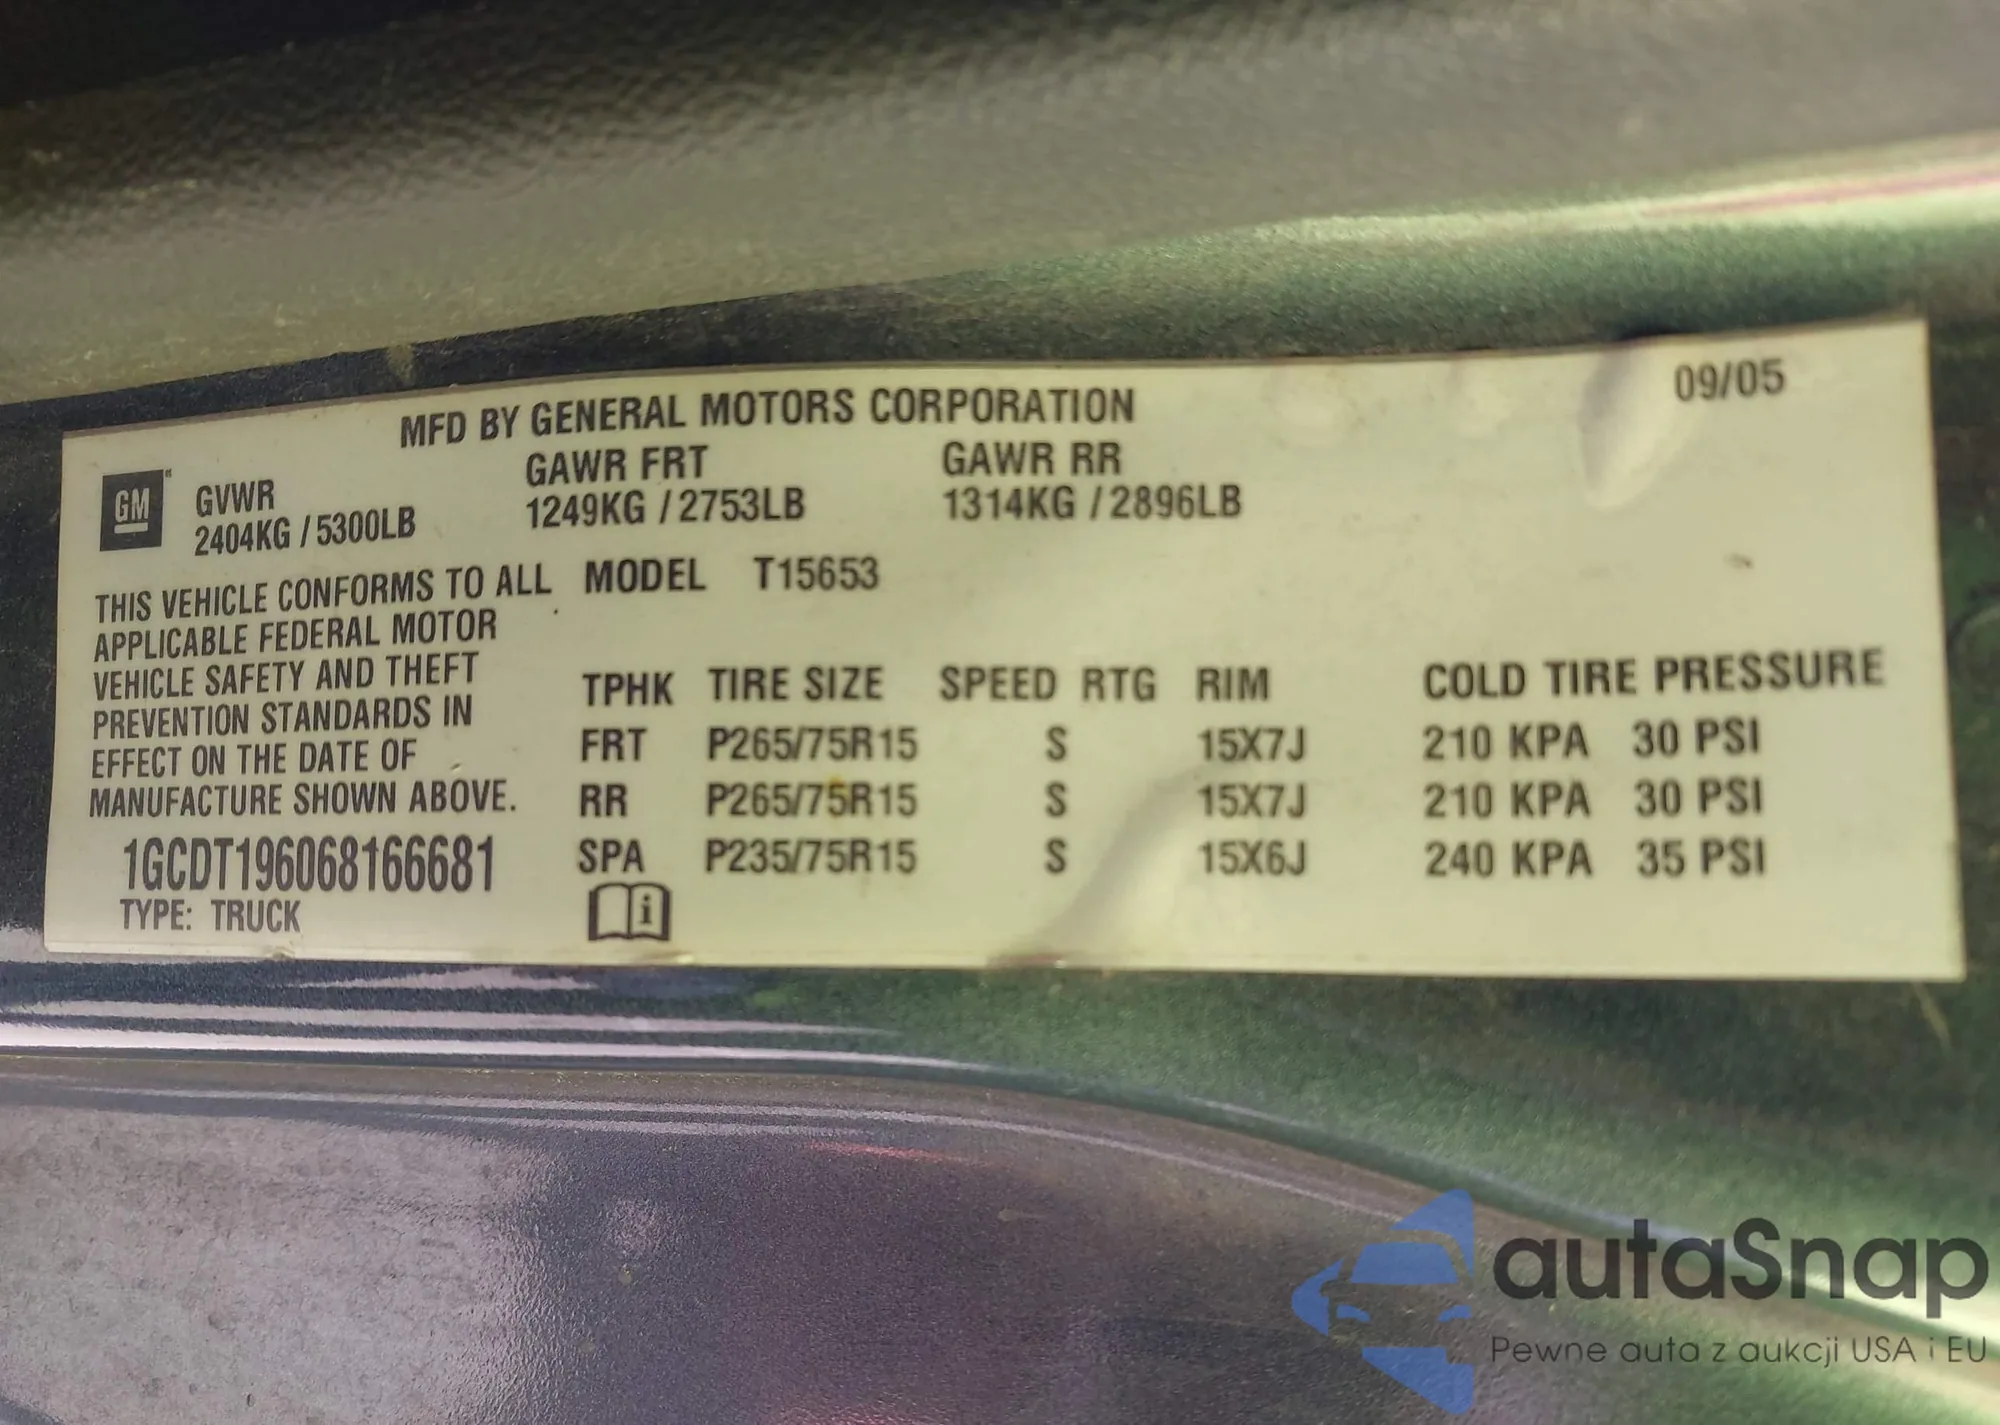 MFD BY GENERAL MOTORS CORPORATION 09/05
GM GVWR GAWR FRT GAWR RR
2404KG / 5300LB 1249KG / 2753LB 1314KG / 2896LB
THIS VEHICLE CONFORMS TO ALL
APPLICABLE FEDERAL MOTOR
VEHICLE SAFETY AND THEFT
PREVENTION STANDARDS IN
EFFECT ON THE DATE OF
MANUFACTURE SHOWN ABOVE.
1GCDT196068166681
TYPE: TRUCK
MODEL T15653
TPHK TIRE SIZE SPEED RTG RIM COLD TIRE PRESSURE
FRT P265/75R15 S 15X7J 210 KPA 30 PSI
RR P265/75R15 S 15X7J 210 KPA 30 PSI
SPA P235/75R15 S 15X6J 240 KPA 35 PSI
i
autaSnap
Pewne auta z aukcji USA i EU